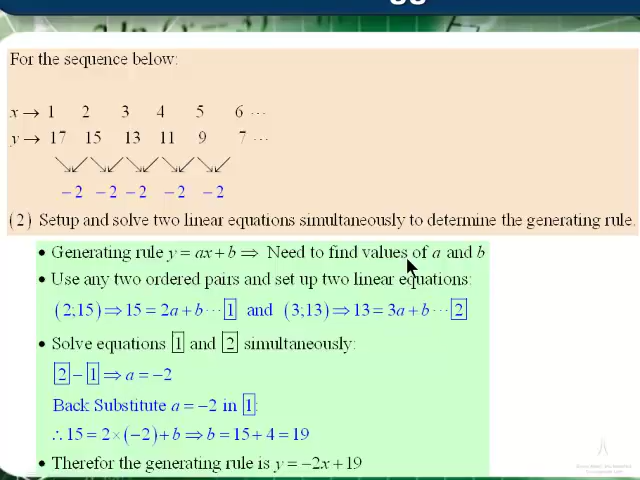 For the sequence below:
x → 1 2 3 4 5 6 ⋯
y → 17 15 13 11 9 7 ⋯
−2 −2 −2 −2 −2
(2) Setup and solve two linear equations simultaneously to determine the generating rule.
• Generating rule y = ax + b ⇒ Need to find values of a and b
• Use any two ordered pairs and set up two linear equations:
(2;15) ⇒ 15 = 2a + b ⋯ 1 and (3;13) ⇒ 13 = 3a + b ⋯ 2
• Solve equations 1 and 2 simultaneously:
2 − 1 ⇒ a = −2
Back Substitute a = −2 in 1:
∴ 15 = 2 × (−2) + b ⇒ b = 15 + 4 = 19
• Therefor the generating rule is y = −2x + 19